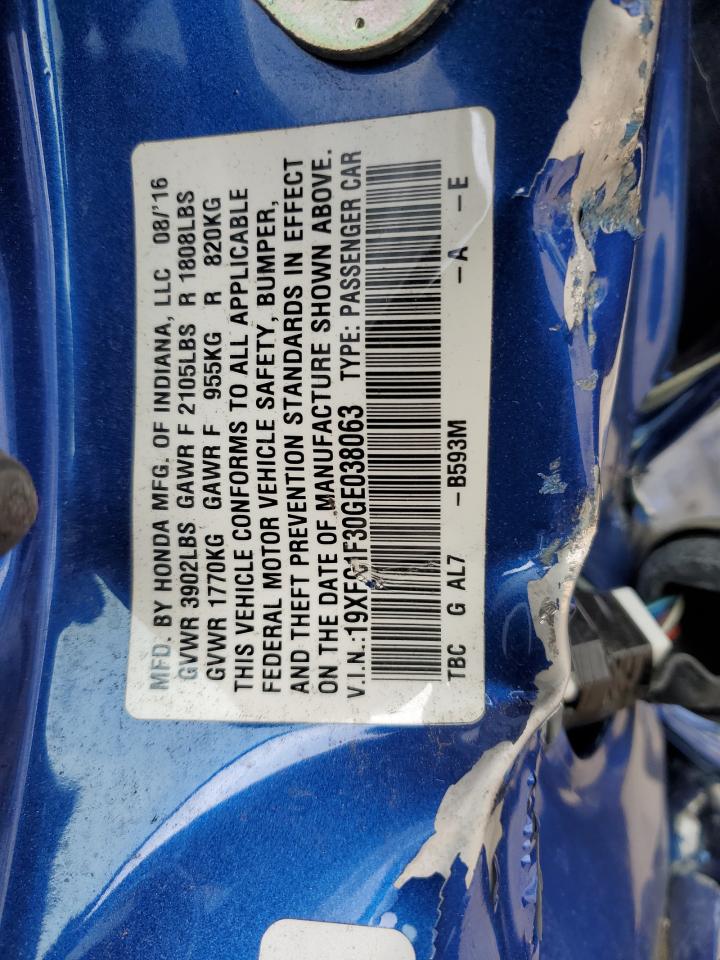 MFD. BY HONDA MFG. OF INDIANA, LLC 08/'16
GVWR 3902LBS GAWR F 2105LBS R 1808LBS
GVWR 1770KG GAWR F 955KG R 820KG
THIS VEHICLE CONFORMS TO ALL APPLICABLE
FEDERAL MOTOR VEHICLE SAFETY, BUMPER,
AND THEFT PREVENTION STANDARDS IN EFFECT
ON THE DATE OF MANUFACTURE SHOWN ABOVE.
V.I.N.:19XFC1F30GE038063 TYPE: PASSENGER CAR
TBC G AL7 -B593M -A -E